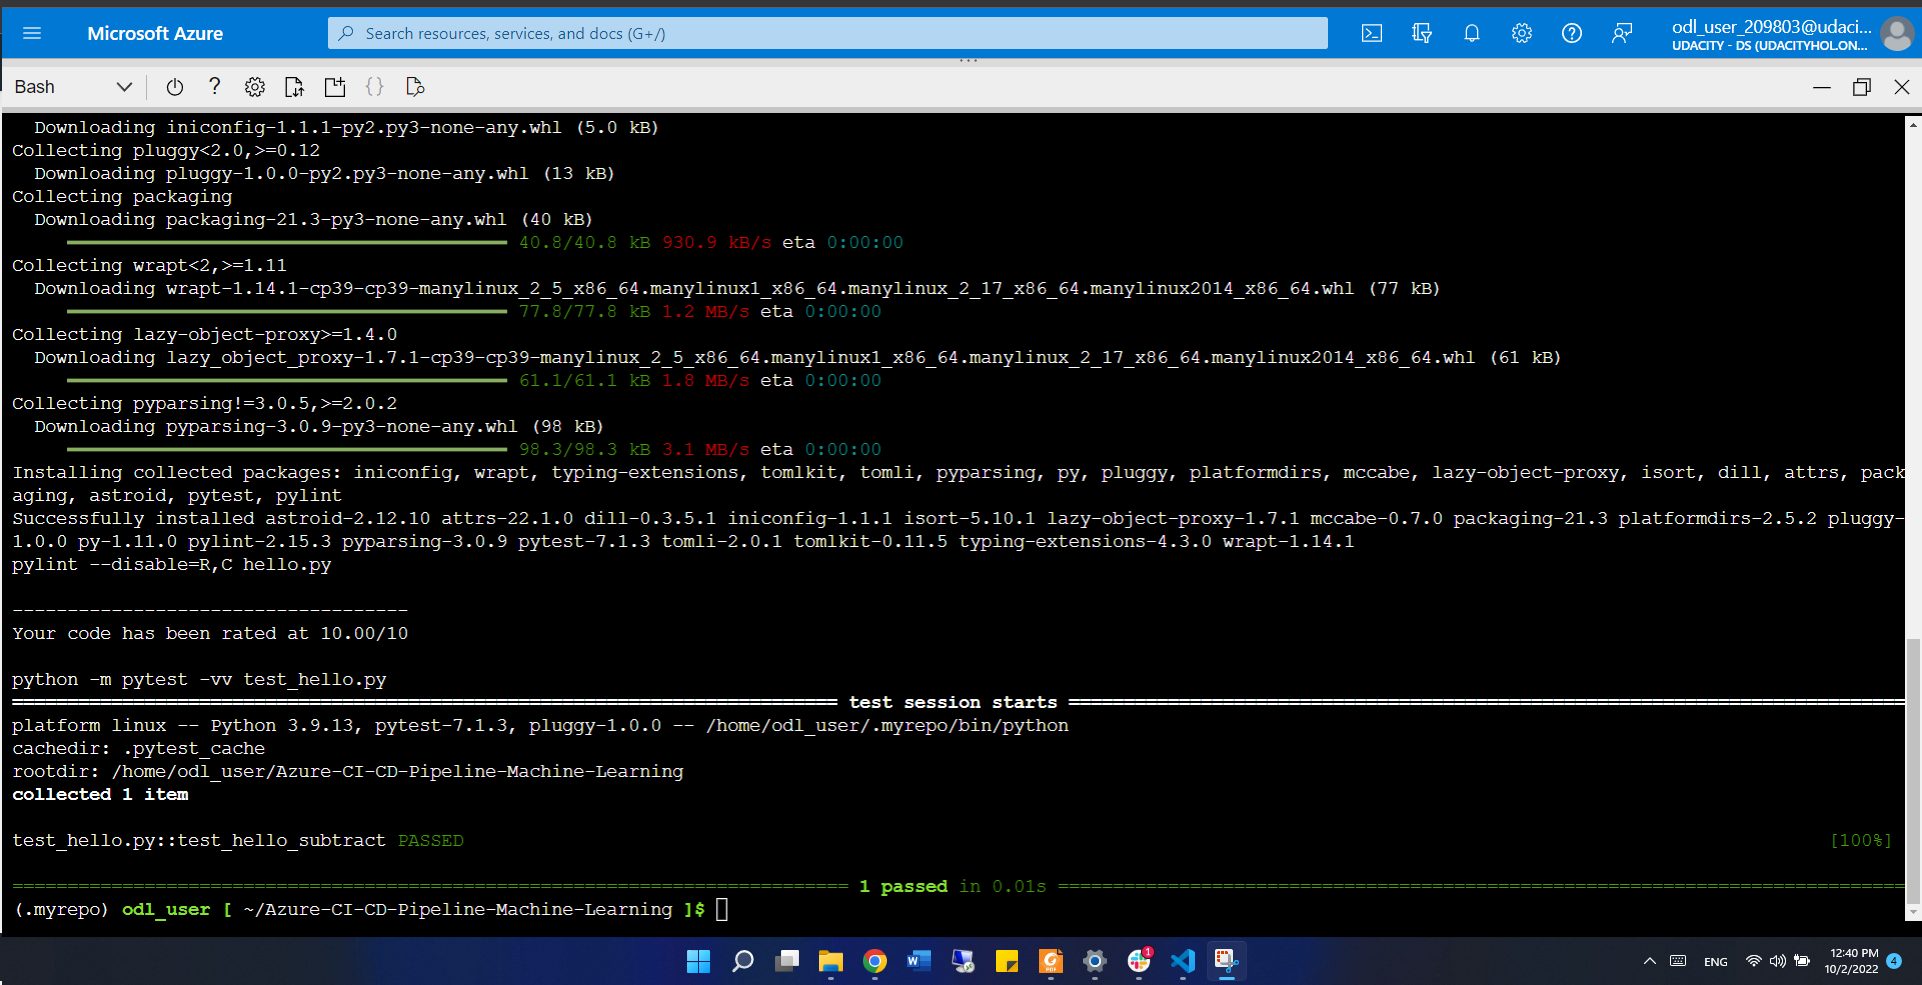 Microsoft Azure
Search resources, services, and docs (G+/)
odl_user_209803@udaci...
UDACITY - DS (UDACITYHOL.ON...
Bash
Downloading iniconfig-1.1.1-py2.py3-none-any.whl (5.0 kB)
Collecting pluggy<2.0,>=0.12
Downloading pluggy-1.0.0-py2.py3-none-any.whl (13 kB)
Collecting packaging
Downloading packaging-21.3-py3-none-any.whl (40 kB)
40.8/40.8 kB 930.9 kB/s eta 0:00:00
Collecting wrapt<2,>=1.11
Downloading wrapt-1.14.1-cp39-cp39-manylinux_2_5_x86_64.manylinux1_x86_64.manylinux_2_17_x86_64.manylinux2014_x86_64.whl (77 kB)
77.8/77.8 kB 1.2 MB/s eta 0:00:00
Collecting lazy-object-proxy>=1.4.0
Downloading lazy_object_proxy-1.7.1-cp39-cp39-manylinux_2_5_x86_64.manylinux1_x86_64.manylinux_2_17_x86_64.manylinux2014_x86_64.whl (61 kB)
61.1/61.1 kB 1.8 MB/s eta 0:00:00
Collecting pyparsing!=3.0.5,>=2.0.2
Downloading pyparsing-3.0.9-py3-none-any.whl (98 kB)
98.3/98.3 kB 3.1 MB/s eta 0:00:00
Installing collected packages: iniconfig, wrapt, typing-extensions, tomlkit, tomli, pyparsing, py, pluggy, platformdirs, mccabe, lazy-object-proxy, isort, dill, attrs, pack
aging, astroid, pytest, pylint
Successfully installed astroid-2.12.10 attrs-22.1.0 dill-0.3.5.1 iniconfig-1.1.1 isort-5.10.1 lazy-object-proxy-1.7.1 mccabe-0.7.0 packaging-21.3 platformdirs-2.5.2 pluggy-
1.0.0 py-1.11.0 pylint-2.15.3 pyparsing-3.0.9 pytest-7.1.3 tomli-2.0.1 tomlkit-0.11.5 typing-extensions-4.3.0 wrapt-1.14.1
pylint --disable=R,C hello.py
------------------------------------
Your code has been rated at 10.00/10
python -m pytest -vv test_hello.py
test session starts
platform linux -- Python 3.9.13, pytest-7.1.3, pluggy-1.0.0 -- /home/odl_user/.myrepo/bin/python
cachedir: .pytest_cache
rootdir: /home/odl_user/Azure-CI-CD-Pipeline-Machine-Learning
collected 1 item
test_hello.py::test_hello_subtract PASSED [100%]
1 passed in 0.01s
(.myrepo) odl_user [ ~/Azure-CI-CD-Pipeline-Machine-Learning ]$
1
ENG
12:40 PM
10/2/2022
4